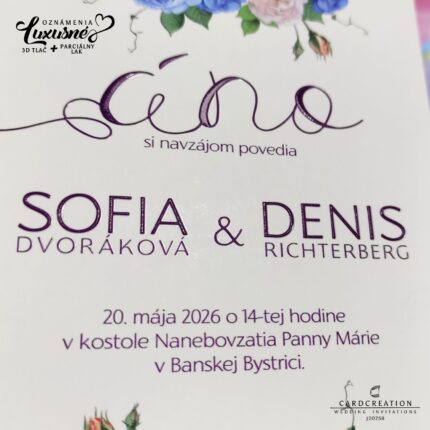 OZNÁMENIA
Luxusné
3D TLAČ + PARCIÁLNY
LAK
áno
si navzájom povedia
SOFIA & DENIS
DVORÁKOVÁ RICHTERBERG
20. mája 2026 o 14-tej hodine
v kostole Nanebovzatia Panny Márie
v Banskej Bystrici.
CARDCREATION
WEDDING INVITATIONS
J2025B